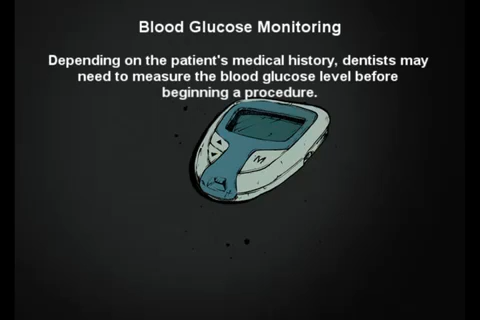 Blood Glucose Monitoring
Depending on the patient's medical history, dentists may
need to measure the blood glucose level before
beginning a procedure.
M